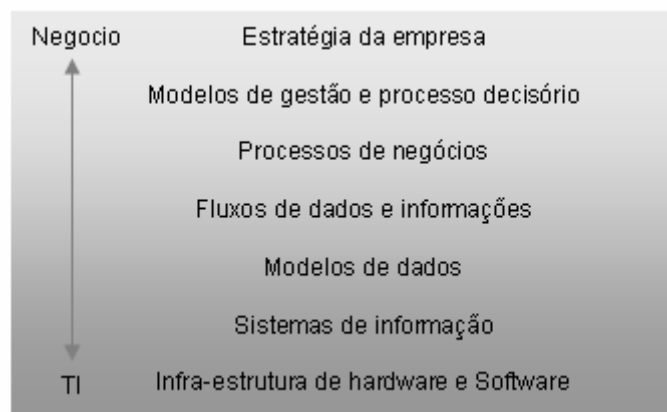 Negocio Estratégia da empresa
Modelos de gestão e processo decisório
Processos de negócios
Fluxos de dados e informações
Modelos de dados
Sistemas de informação
TI Infra-estrutura de hardware e Software